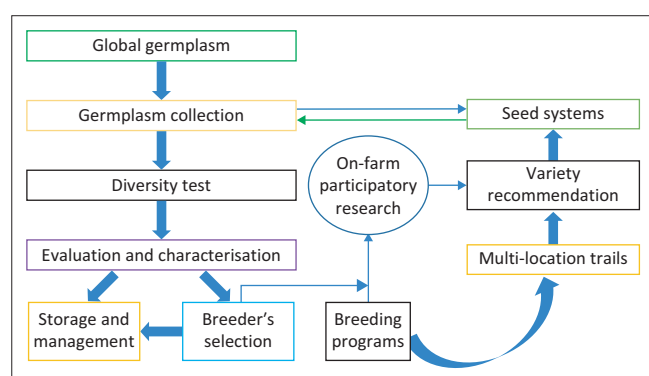 Global germplasm
Germplasm collection
Seed systems
On-farm
participatory
research
Diversity test
Variety
recommendation
Evaluation and characterisation
Multi-location trails
Storage and
management
Breeder's
selection
Breeding
programs